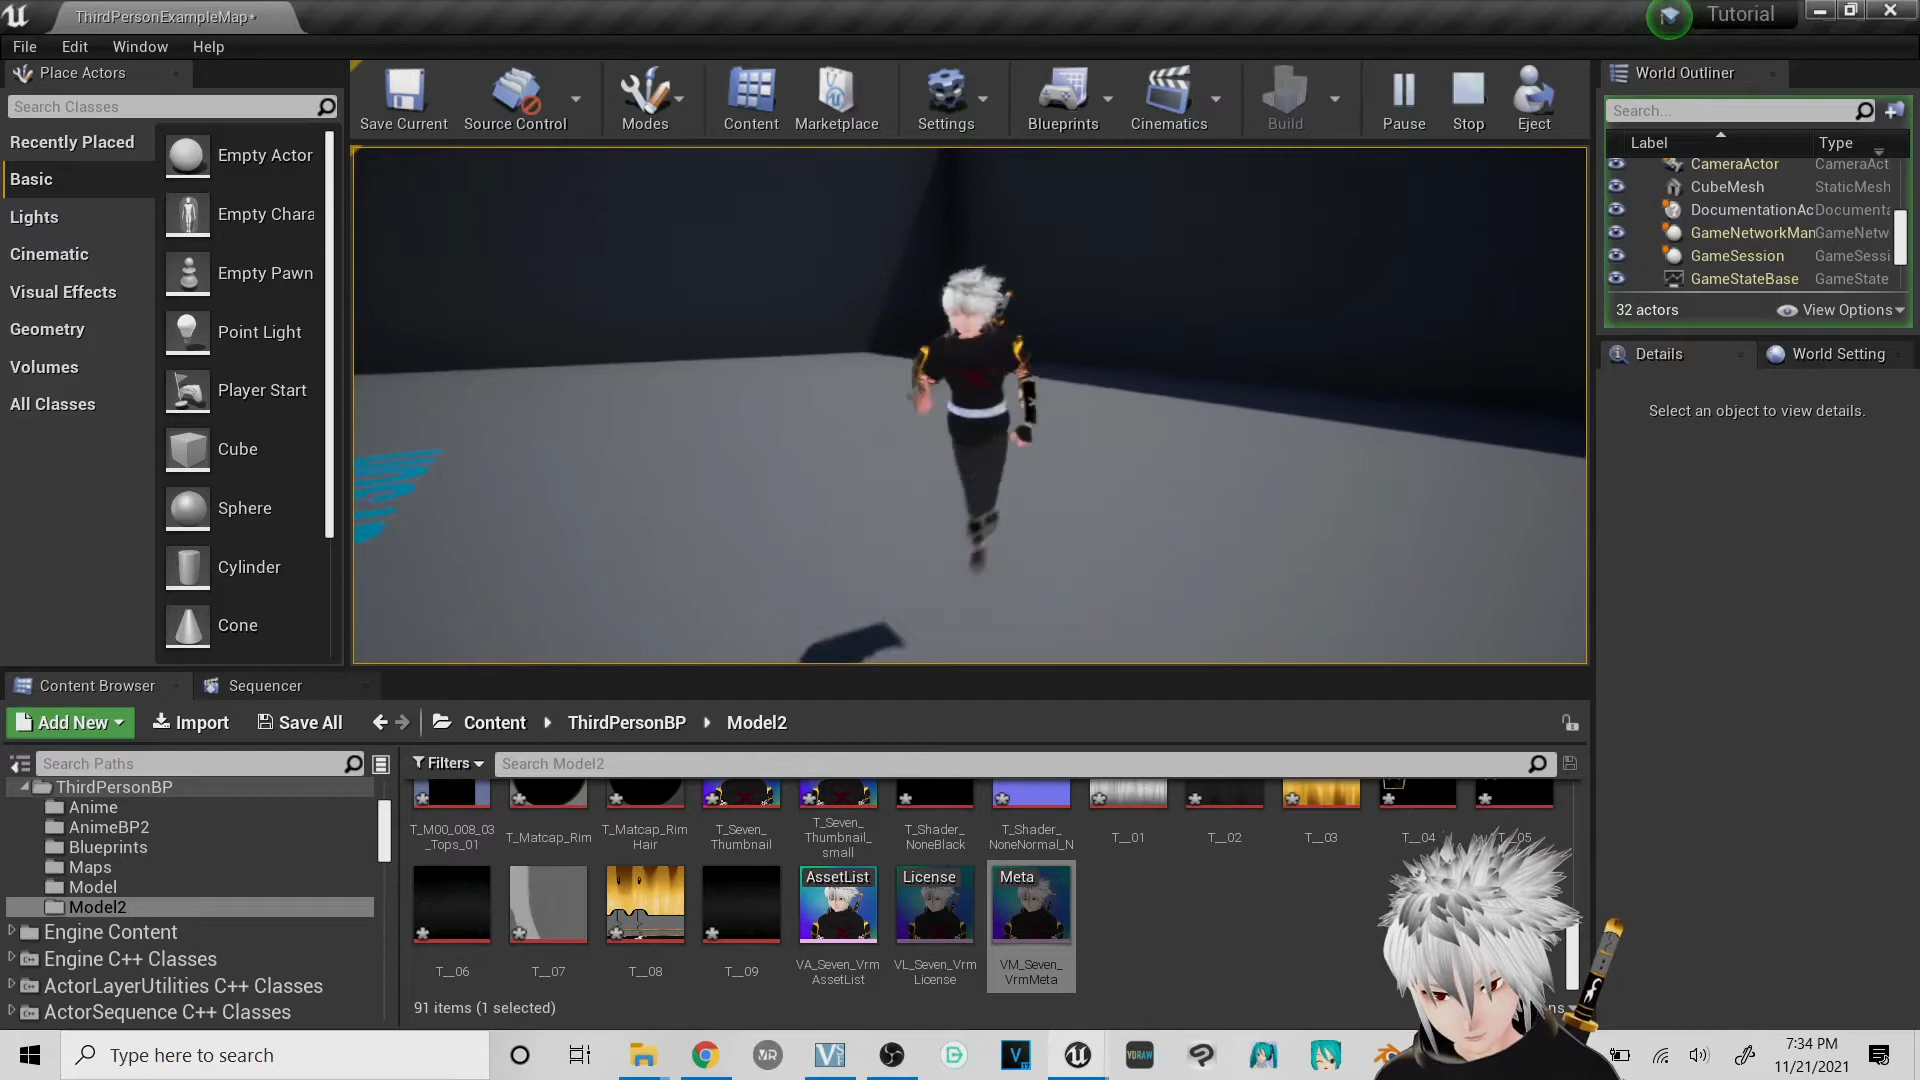 ThirdPersonExampleMap*
Tutorial
File Edit Window Help
Place Actors
Search Classes
Recently Placed
Basic
Lights
Cinematic
Visual Effects
Geometry
Volumes
All Classes
Empty Actor
Empty Chara
Empty Pawn
Point Light
Player Start
Cube
Sphere
Cylinder
Cone
Save Current
Source Control
Modes
Content
Marketplace
Settings
Blueprints
Cinematics
Build
Pause
Stop
Eject
World Outliner
Search...
Label Type
CameraActor CameraAct
CubeMesh StaticMesh
DocumentationAc Documenta
GameNetworkMan GameNetw
GameSession GameSessi
GameStateBase GameState
32 actors View Options
Details World Setting
Select an object to view details.
Content Browser Sequencer
Add New Import Save All Content ThirdPersonBP Model2
Search Paths
ThirdPersonBP
Anime
AnimeBP2
Blueprints
Maps
Model
Model2
Engine Content
Engine C++ Classes
ActorLayerUtilities C++ Classes
ActorSequence C++ Classes
Filters Search Model2
T_M00_008_03
_Tops_01
T_Matcap_Rim
T_Matcap_Rim
Hair
T_Seven_
Thumbnail
T_Seven_
Thumbnail_
small
T_Shader_
NoneBlack
T_Shader_
NoneNormal_N
T__01
T__02
T__03
T__04
T__05
T__06
T__07
T__08
T__09
AssetList
VA_Seven_Vrm
AssetList
License
VL_Seven_Vrm
License
Meta
VM_Seven_
VrmMeta
91 items (1 selected)
Type here to search
VDRAW
7:34 PM
11/21/2021